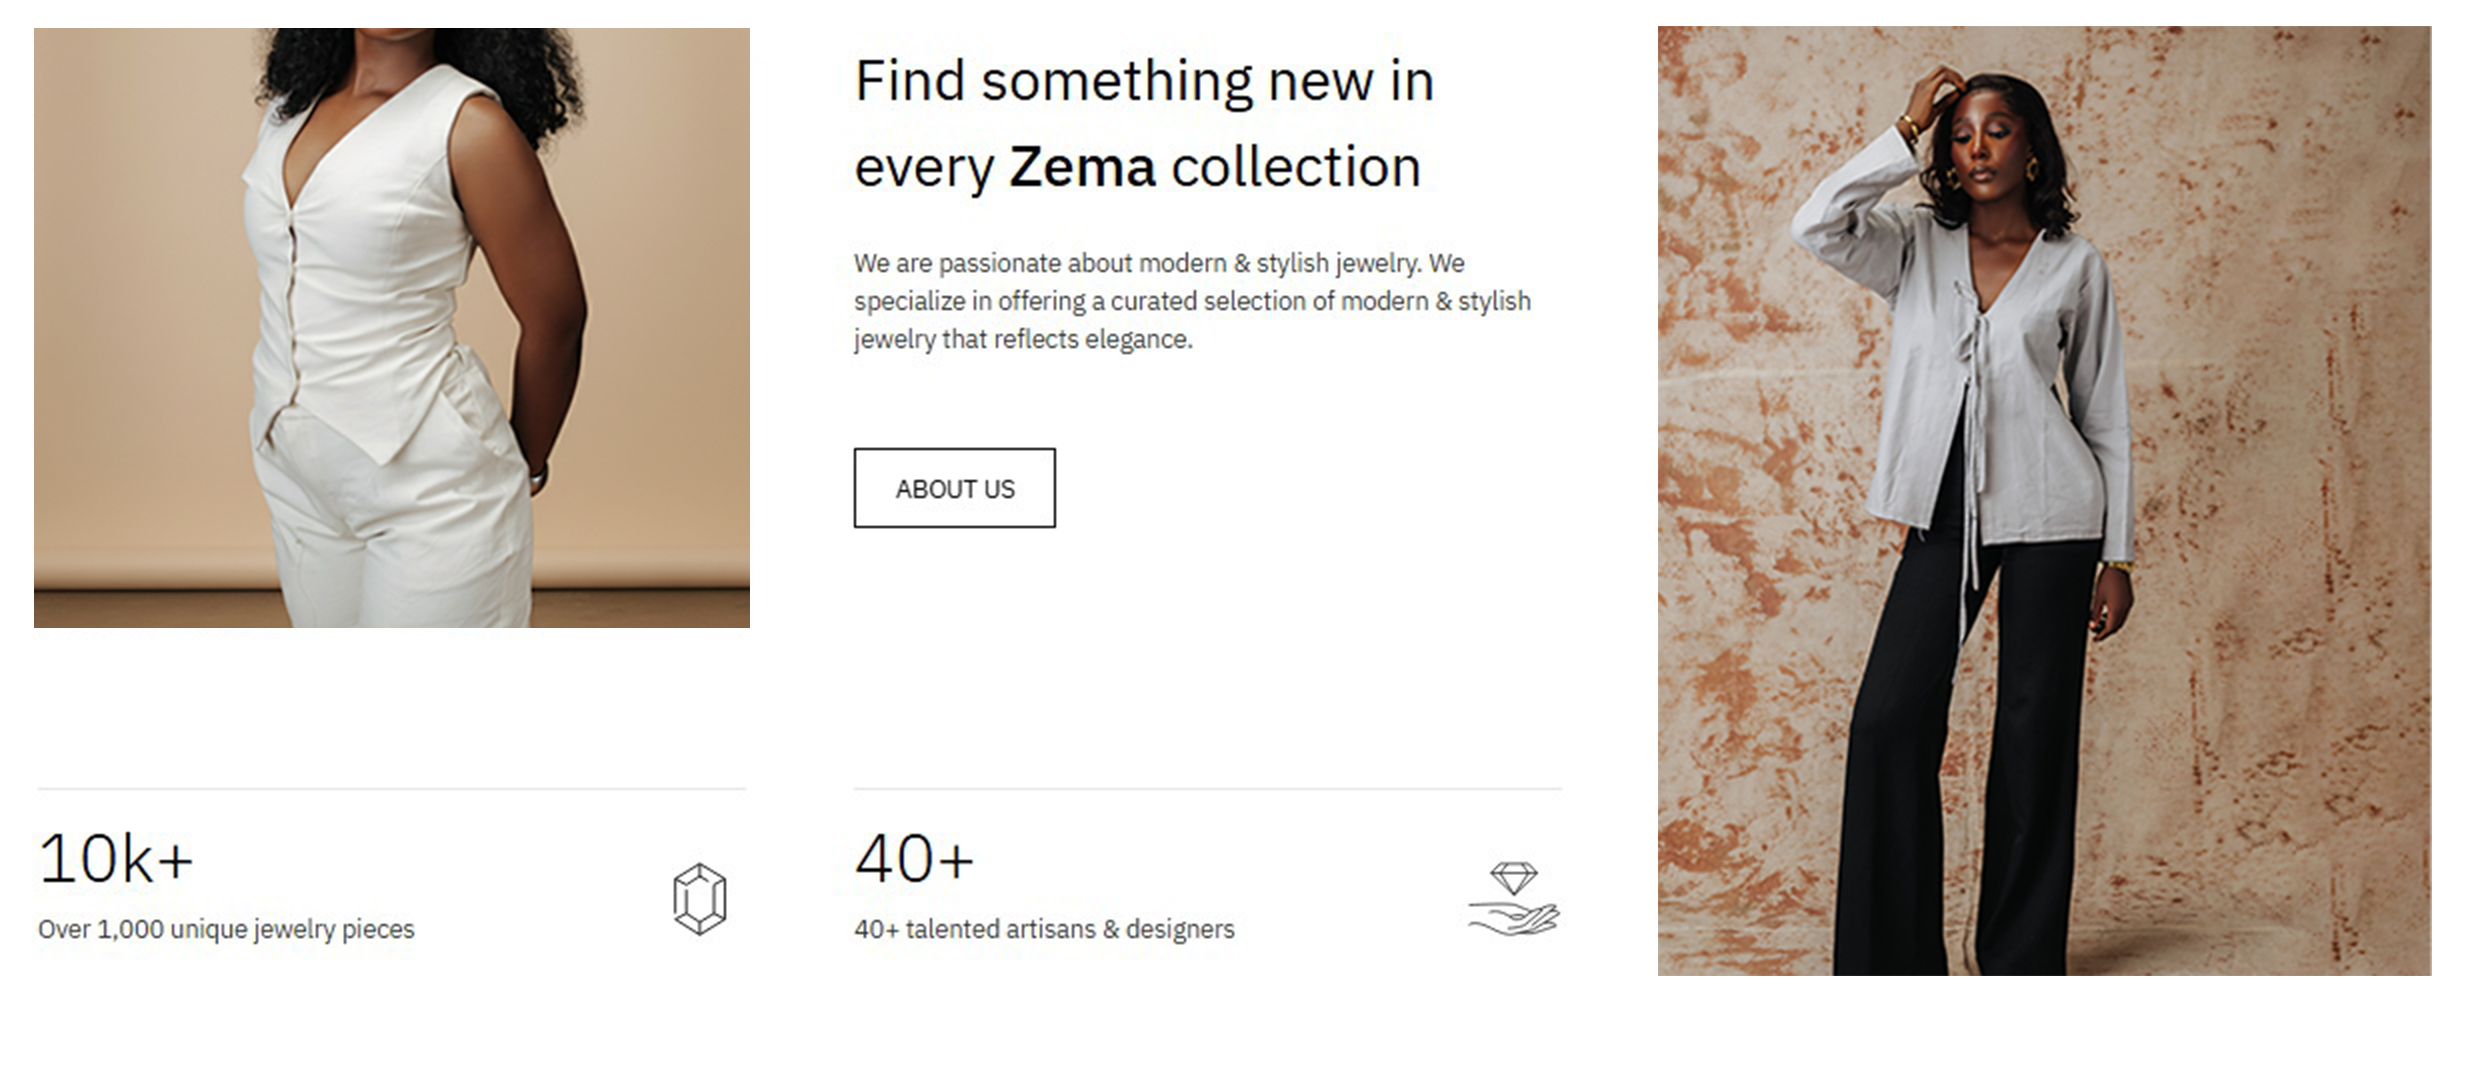 Find something new in
every Zema collection
We are passionate about modern & stylish jewelry. We
specialize in offering a curated selection of modern & stylish
jewelry that reflects elegance.
ABOUT US
10k+
Over 1,000 unique jewelry pieces
40+
40+ talented artisans & designers